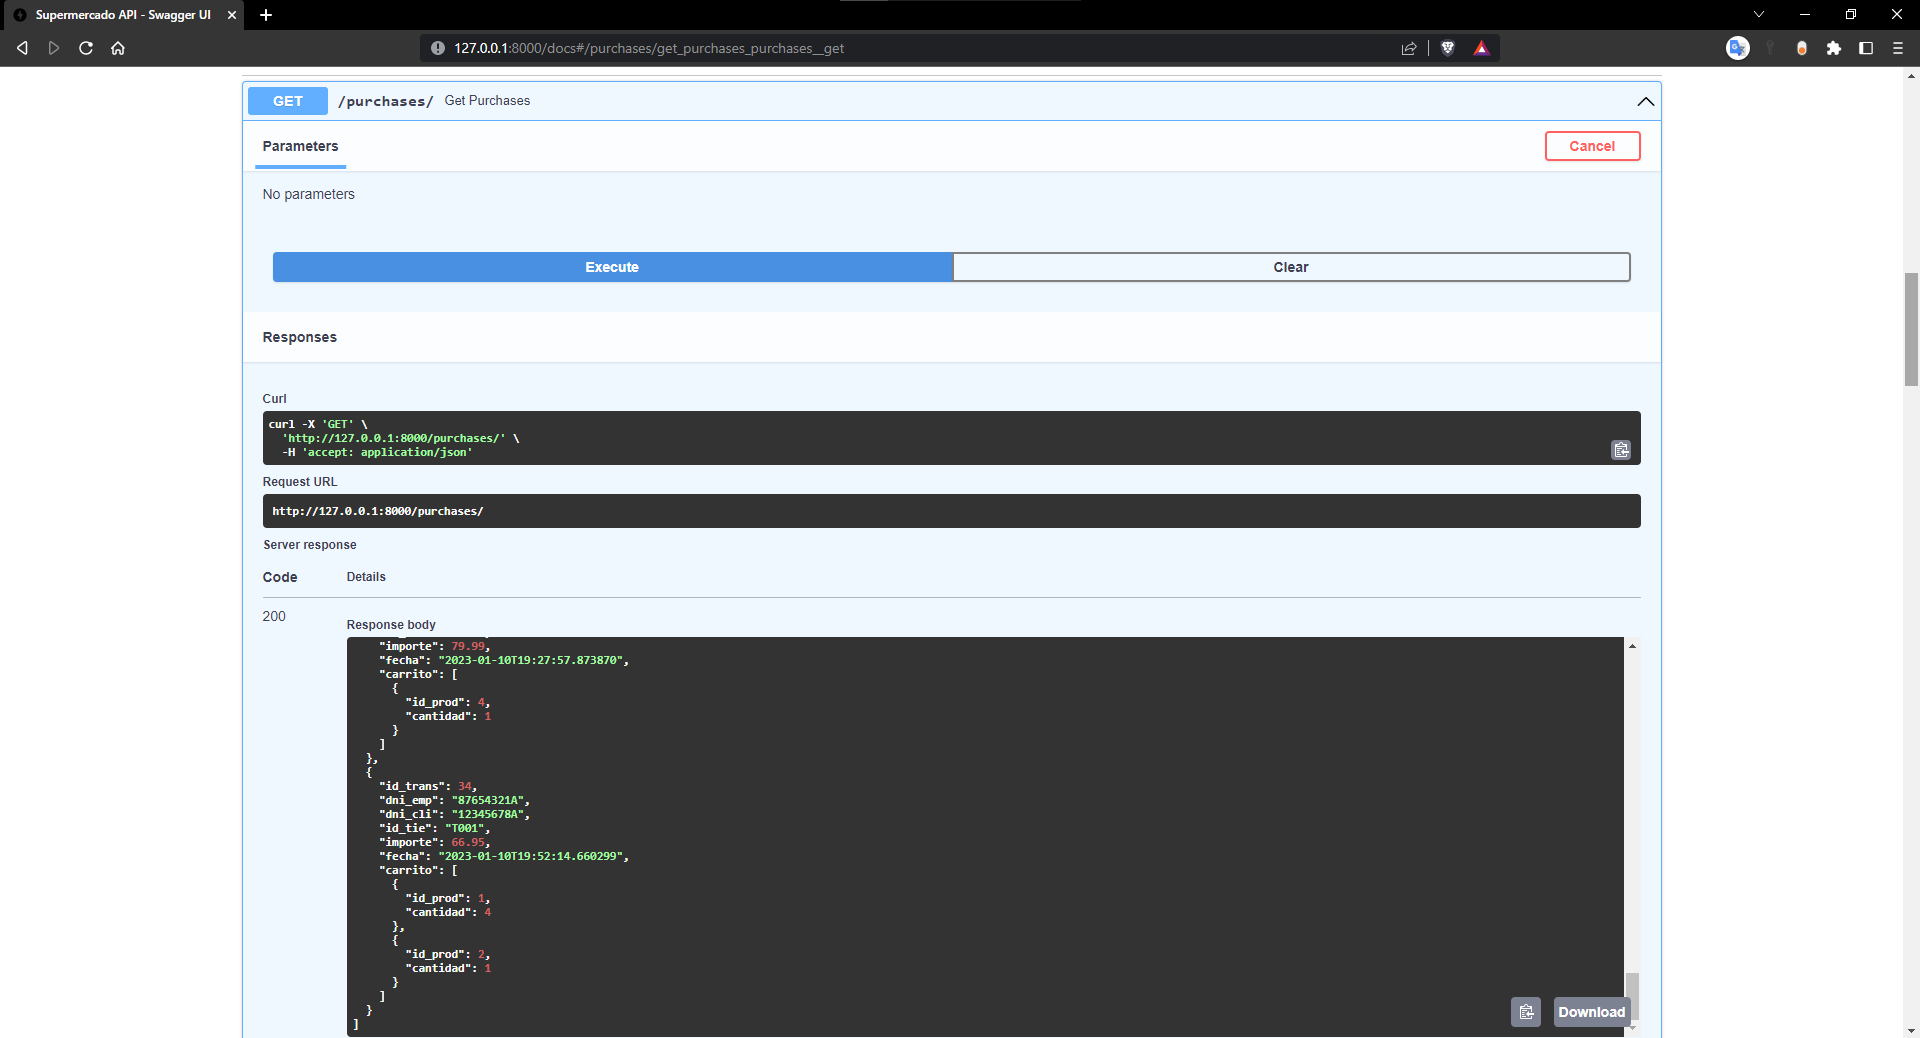 Supermercado API - Swagger UI
127.0.0.1:8000/docs#/purchases/get_purchases_purchases__get
GET /purchases/ Get Purchases
Parameters
Cancel
No parameters
Execute
Clear
Responses
Curl
curl -X 'GET' \
  'http://127.0.0.1:8000/purchases/' \
  -H 'accept: application/json'
Request URL
http://127.0.0.1:8000/purchases/
Server response
Code Details
200
Response body
    "importe": 79.99,
    "fecha": "2023-01-10T19:27:57.873870",
    "carrito": [
      {
        "id_prod": 4,
        "cantidad": 1
      }
    ]
  },
  {
    "id_trans": 34,
    "dni_emp": "87654321A",
    "dni_cli": "12345678A",
    "id_tie": "T001",
    "importe": 66.95,
    "fecha": "2023-01-10T19:52:14.660299",
    "carrito": [
      {
        "id_prod": 1,
        "cantidad": 4
      },
      {
        "id_prod": 2,
        "cantidad": 1
      }
    ]
  }
]
Download